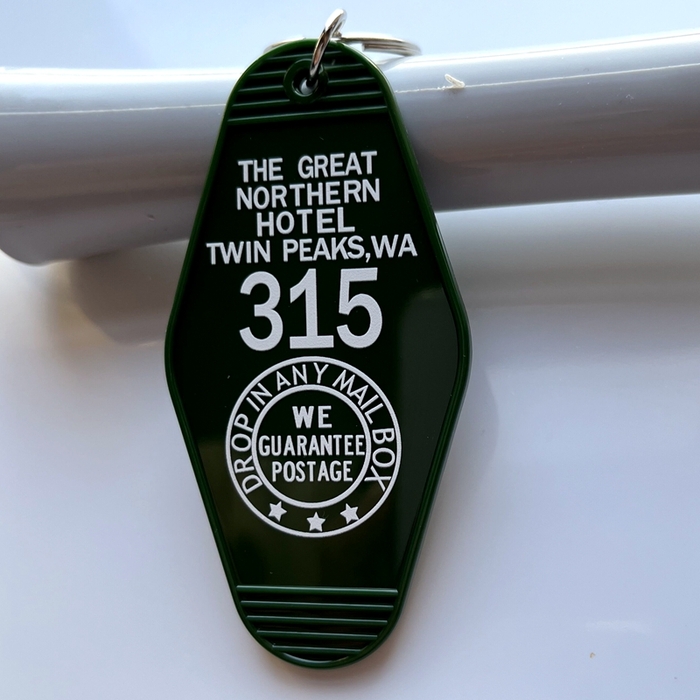 THE GREAT
NORTHERN
HOTEL
TWIN PEAKS,WA
315
DROP IN ANY MAIL BOX
WE
GUARANTEE
POSTAGE